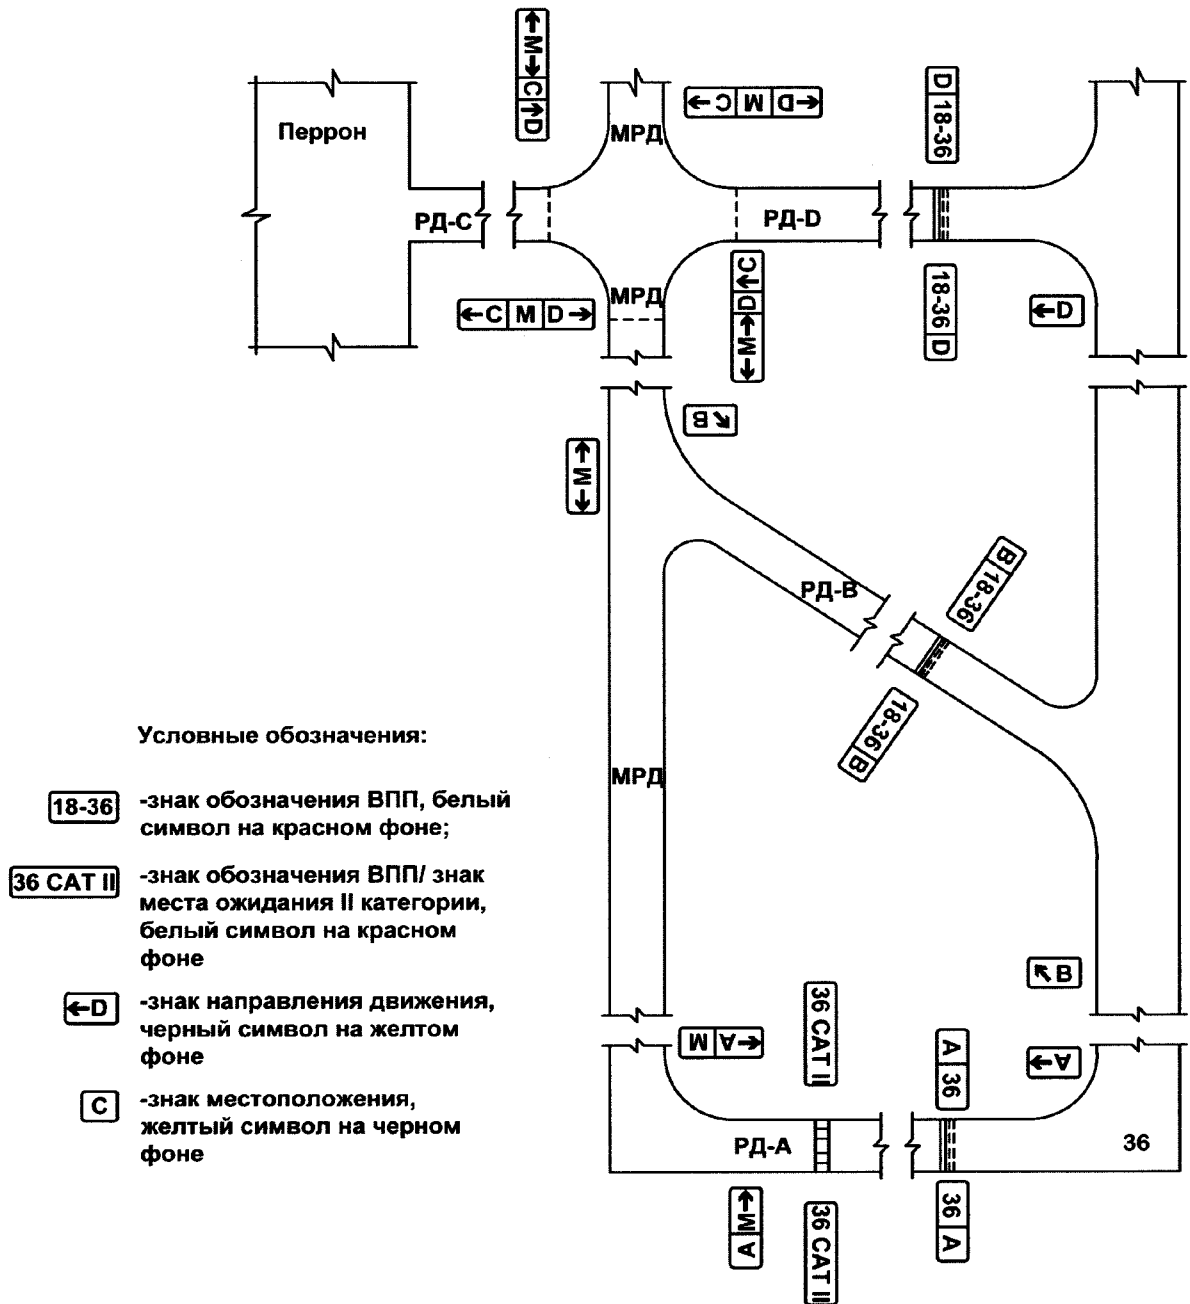 ←M→C↗D
←C M D→
D 18-36
Перрон
МРД
РД-C
РД-D
МРД
←C M D→
C↖D←M→
18-36 D
←D
B↗
←M→
B 18-36
РД-B
18-36 B
Условные обозначения:
МРД
18-36 -знак обозначения ВПП, белый
символ на красном фоне;
36 CAT II -знак обозначения ВПП/ знак
места ожидания II категории,
белый символ на красном
фоне
←D -знак направления движения,
черный символ на желтом
фоне
C -знак местоположения,
желтый символ на черном
фоне
↖B
36 CAT II
M A→
A 36
←A
РД-A
36
A M→
36 CAT II
36 A